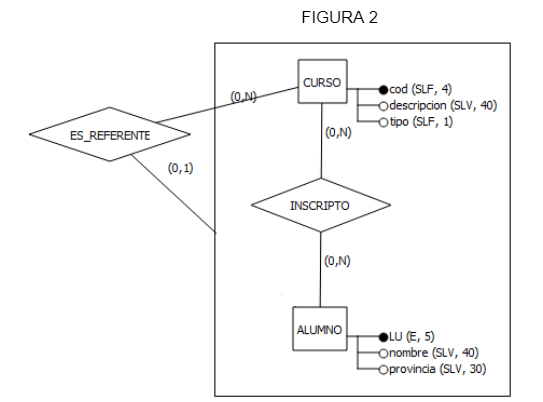 FIGURA 2
CURSO
cod (SLF, 4)
descripcion (SLV, 40)
tipo (SLF, 1)
(0,N)
ES_REFERENTE
(0,N)
(0,1)
INSCRIPTO
(0,N)
ALUMNO
LU (E, 5)
nombre (SLV, 40)
provincia (SLV, 30)